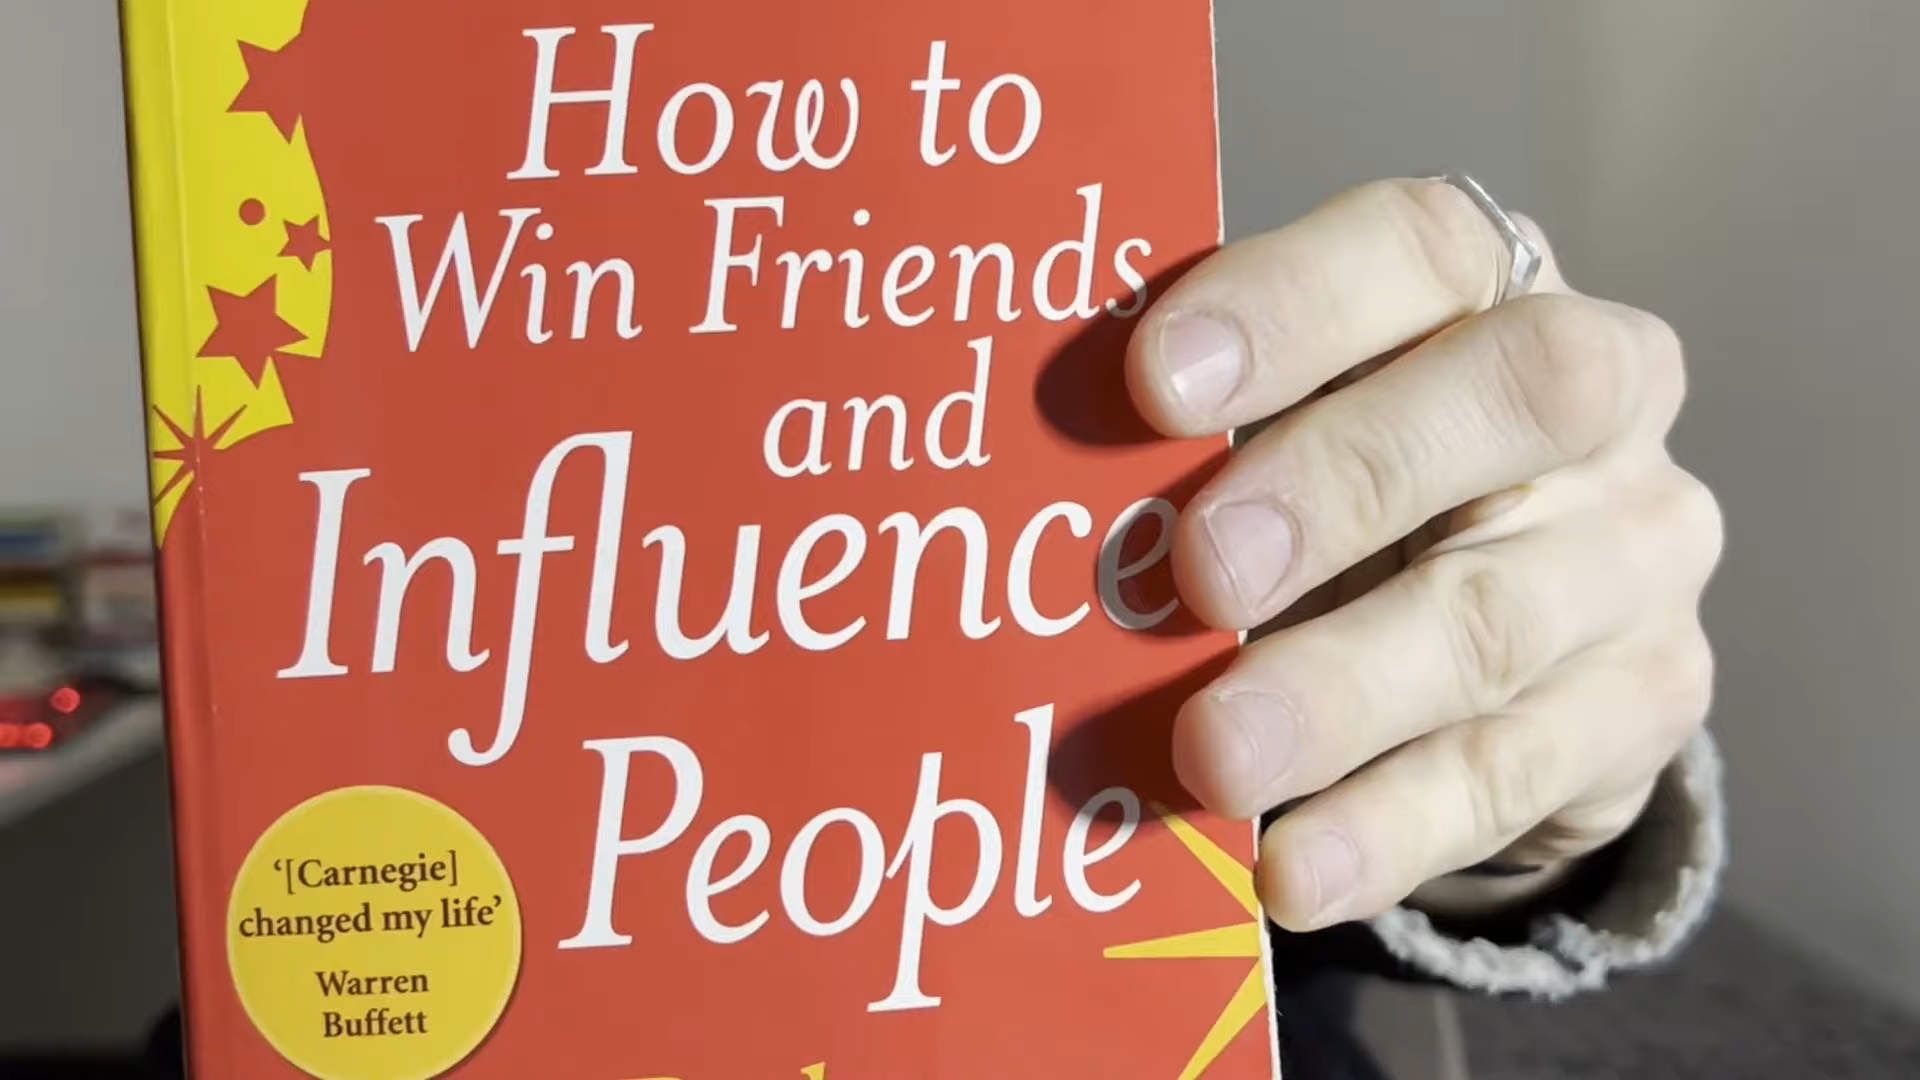 How to
Win Friends
and
Influence
People
‘[Carnegie]
changed my life’
Warren
Buffett